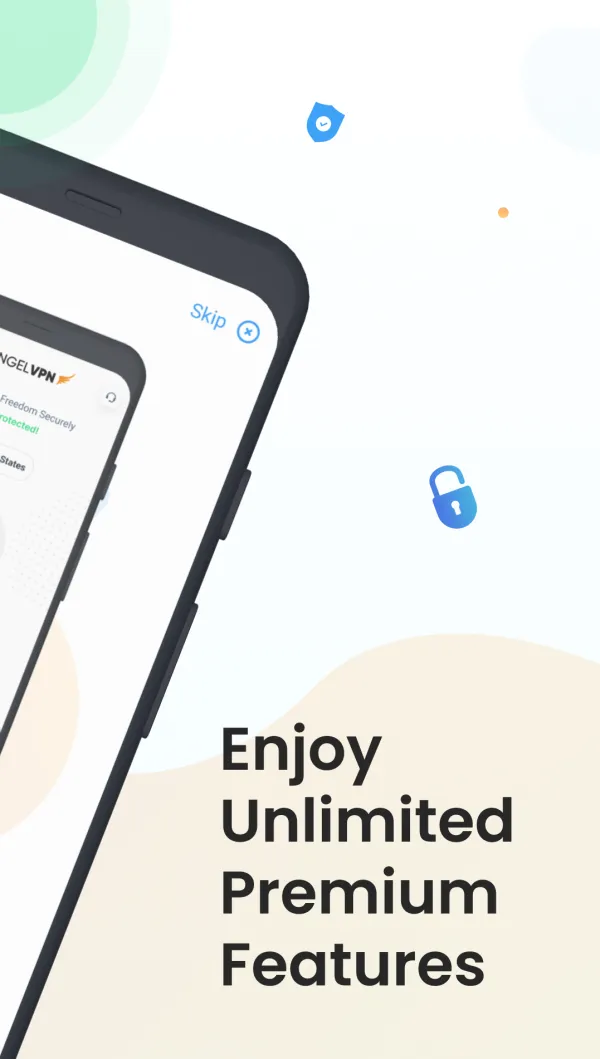 Skip
NGELVPN
Freedom Securely
rotected!
States
Enjoy
Unlimited
Premium
Features